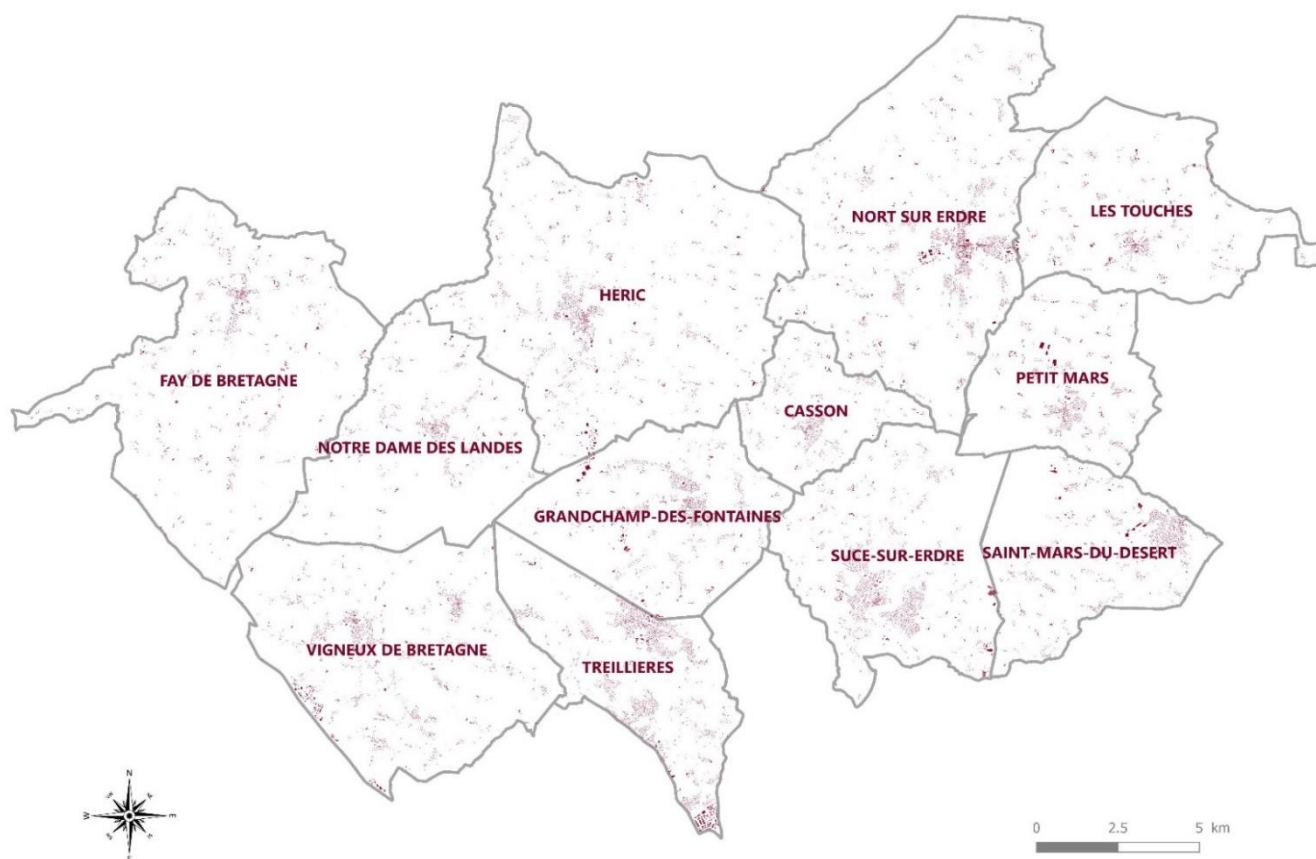 NORT SUR ERDRE
LES TOUCHES
HERIC
FAY DE BRETAGNE
PETIT MARS
CASSON
NOTRE DAME DES LANDES
GRANDCHAMP-DES-FONTAINES
SUCE-SUR-ERDRE
SAINT-MARS-DU-DESERT
VIGNEUX DE BRETAGNE
TREILLIERES
N
W
E
0 2.5 5 km